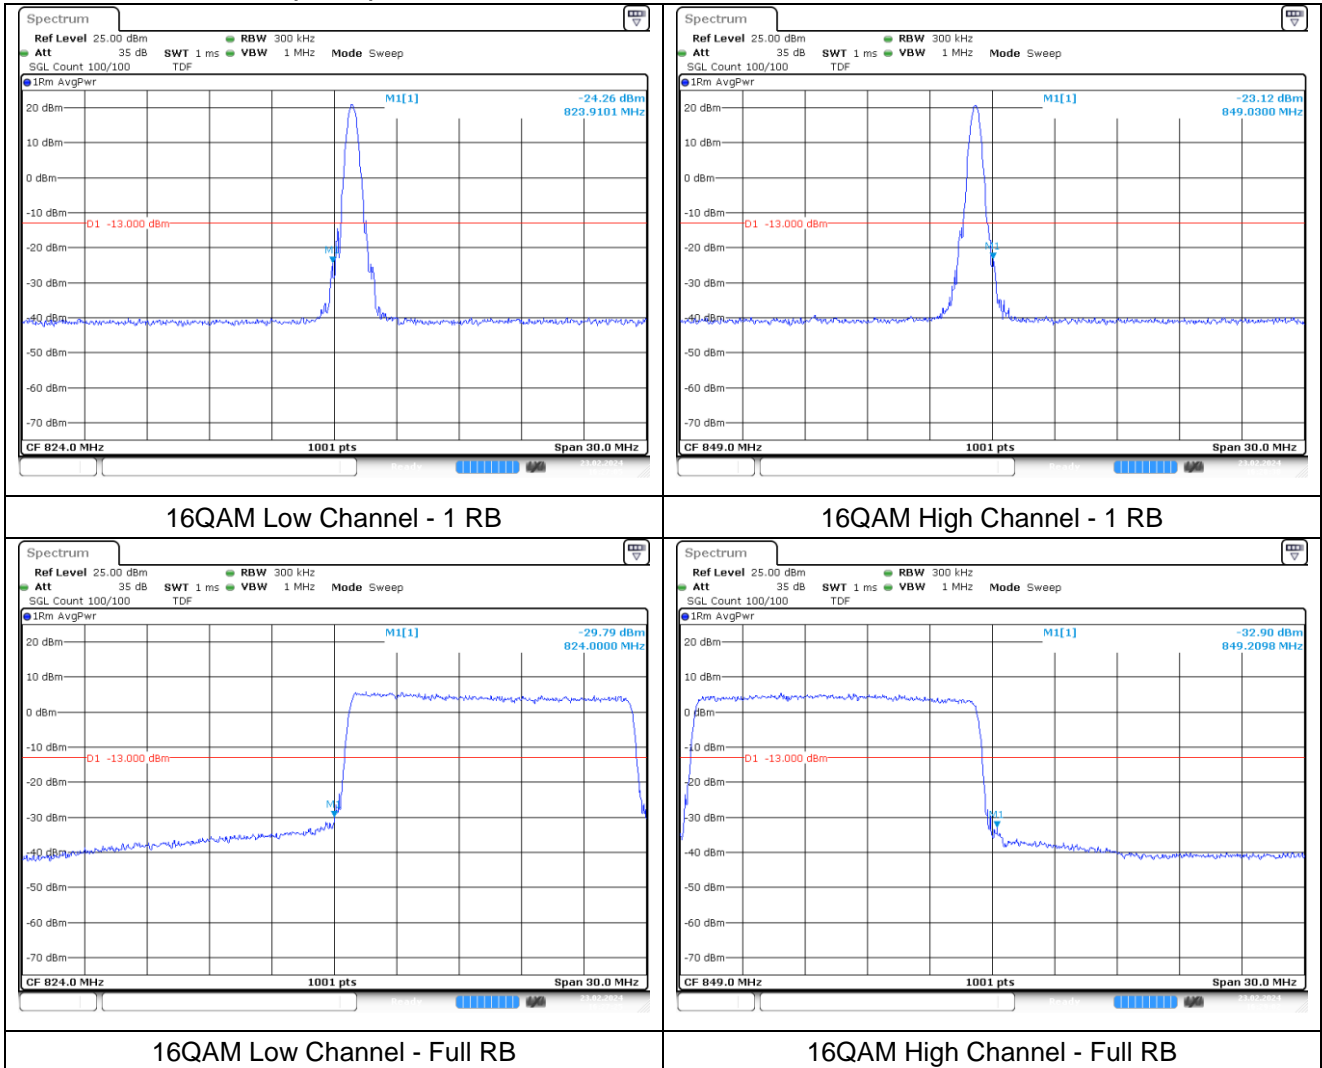 Spectrum
Ref Level 25.00 dBm RBW 300 kHz
Att 35 dB SWT 1 ms VBW 1 MHz Mode Sweep
SGL Count 100/100 TDF
1Rm AvgPwr
M1[1] -24.26 dBm
823.9101 MHz
20 dBm
10 dBm
0 dBm
-10 dBm
D1 -13.000 dBm
-20 dBm
-30 dBm
-40 dBm
-50 dBm
-60 dBm
-70 dBm
CF 824.0 MHz 1001 pts Span 30.0 MHz
23.02.2024
16QAM Low Channel - 1 RB
Spectrum
Ref Level 25.00 dBm RBW 300 kHz
Att 35 dB SWT 1 ms VBW 1 MHz Mode Sweep
SGL Count 100/100 TDF
1Rm AvgPwr
M1[1] -23.12 dBm
849.0300 MHz
20 dBm
10 dBm
0 dBm
-10 dBm
D1 -13.000 dBm
-20 dBm
M1
-30 dBm
-40 dBm
-50 dBm
-60 dBm
-70 dBm
CF 849.0 MHz 1001 pts Span 30.0 MHz
23.02.2024
16QAM High Channel - 1 RB
Spectrum
Ref Level 25.00 dBm RBW 300 kHz
Att 35 dB SWT 1 ms VBW 1 MHz Mode Sweep
SGL Count 100/100 TDF
1Rm AvgPwr
M1[1] -29.79 dBm
824.0000 MHz
20 dBm
10 dBm
0 dBm
-10 dBm
D1 -13.000 dBm
-20 dBm
M1
-30 dBm
-40 dBm
-50 dBm
-60 dBm
-70 dBm
CF 824.0 MHz 1001 pts Span 30.0 MHz
23.02.2024
16QAM Low Channel - Full RB
Spectrum
Ref Level 25.00 dBm RBW 300 kHz
Att 35 dB SWT 1 ms VBW 1 MHz Mode Sweep
SGL Count 100/100 TDF
1Rm AvgPwr
M1[1] -32.90 dBm
849.2098 MHz
20 dBm
10 dBm
0 dBm
-10 dBm
D1 -13.000 dBm
-20 dBm
-30 dBm
M1
-40 dBm
-50 dBm
-60 dBm
-70 dBm
CF 849.0 MHz 1001 pts Span 30.0 MHz
23.02.2024
16QAM High Channel - Full RB